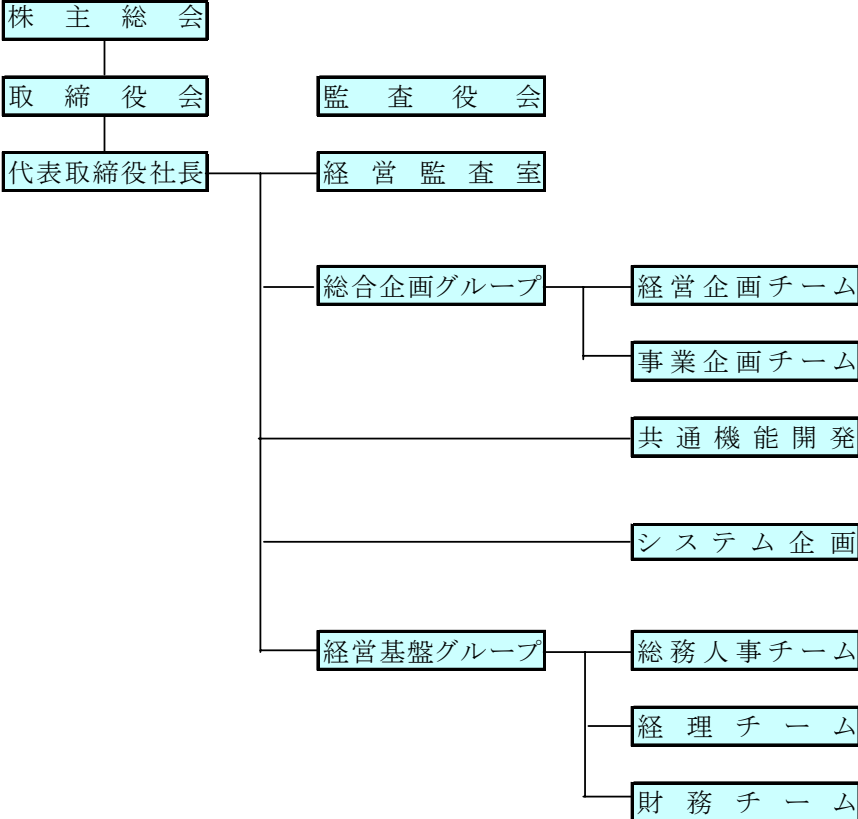 株主総会
取締役会
監査役会
代表取締役社長
経営監査室
総合企画グループ
経営企画チーム
事業企画チーム
共通機能開発
システム企画
経営基盤グループ
総務人事チーム
経理チーム
財務チーム